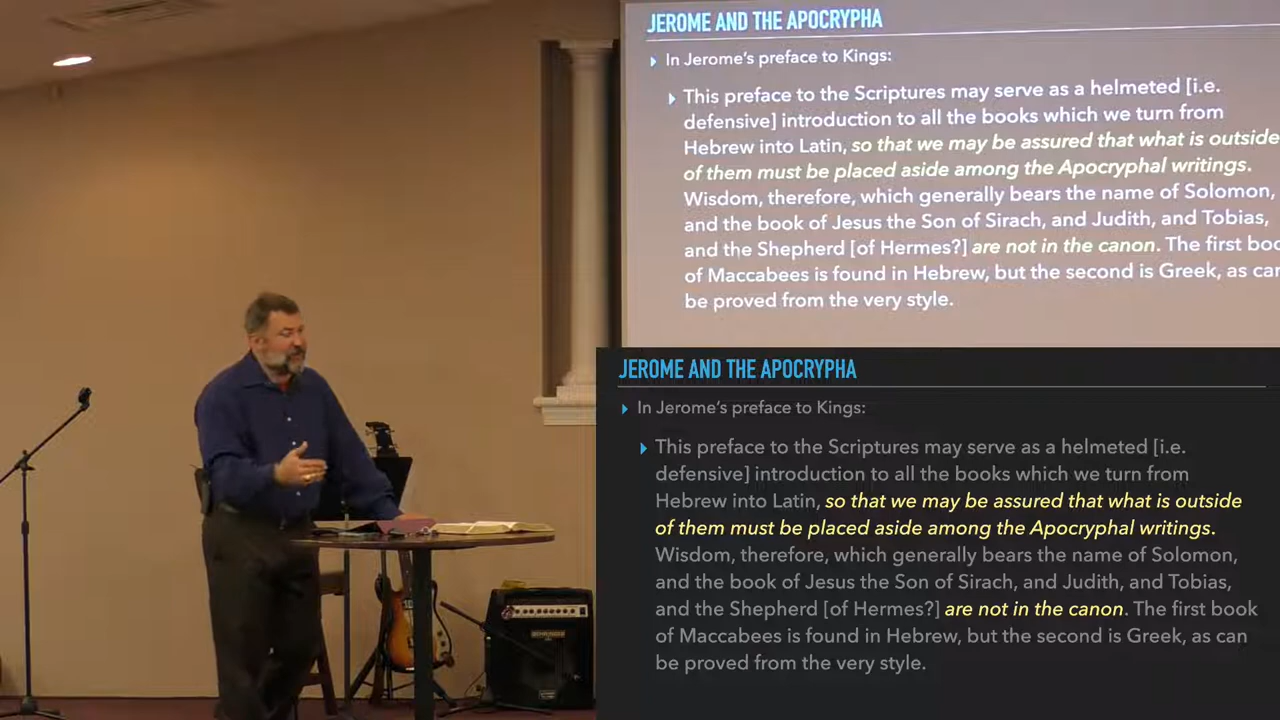 JEROME AND THE APOCRYPHA
In Jerome's preface to Kings:
This preface to the Scriptures may serve as a helmeted [i.e.
defensive] introduction to all the books which we turn from
Hebrew into Latin, so that we may be assured that what is outside
of them must be placed aside among the Apocryphal writings.
Wisdom, therefore, which generally bears the name of Solomon,
and the book of Jesus the Son of Sirach, and Judith, and Tobias,
and the Shepherd [of Hermes?] are not in the canon. The first boo
of Maccabees is found in Hebrew, but the second is Greek, as can
be proved from the very style.
JEROME AND THE APOCRYPHA
In Jerome's preface to Kings:
This preface to the Scriptures may serve as a helmeted [i.e.
defensive] introduction to all the books which we turn from
Hebrew into Latin, so that we may be assured that what is outside
of them must be placed aside among the Apocryphal writings.
Wisdom, therefore, which generally bears the name of Solomon,
and the book of Jesus the Son of Sirach, and Judith, and Tobias,
and the Shepherd [of Hermes?] are not in the canon. The first book
of Maccabees is found in Hebrew, but the second is Greek, as can
be proved from the very style.
BEHRINGER